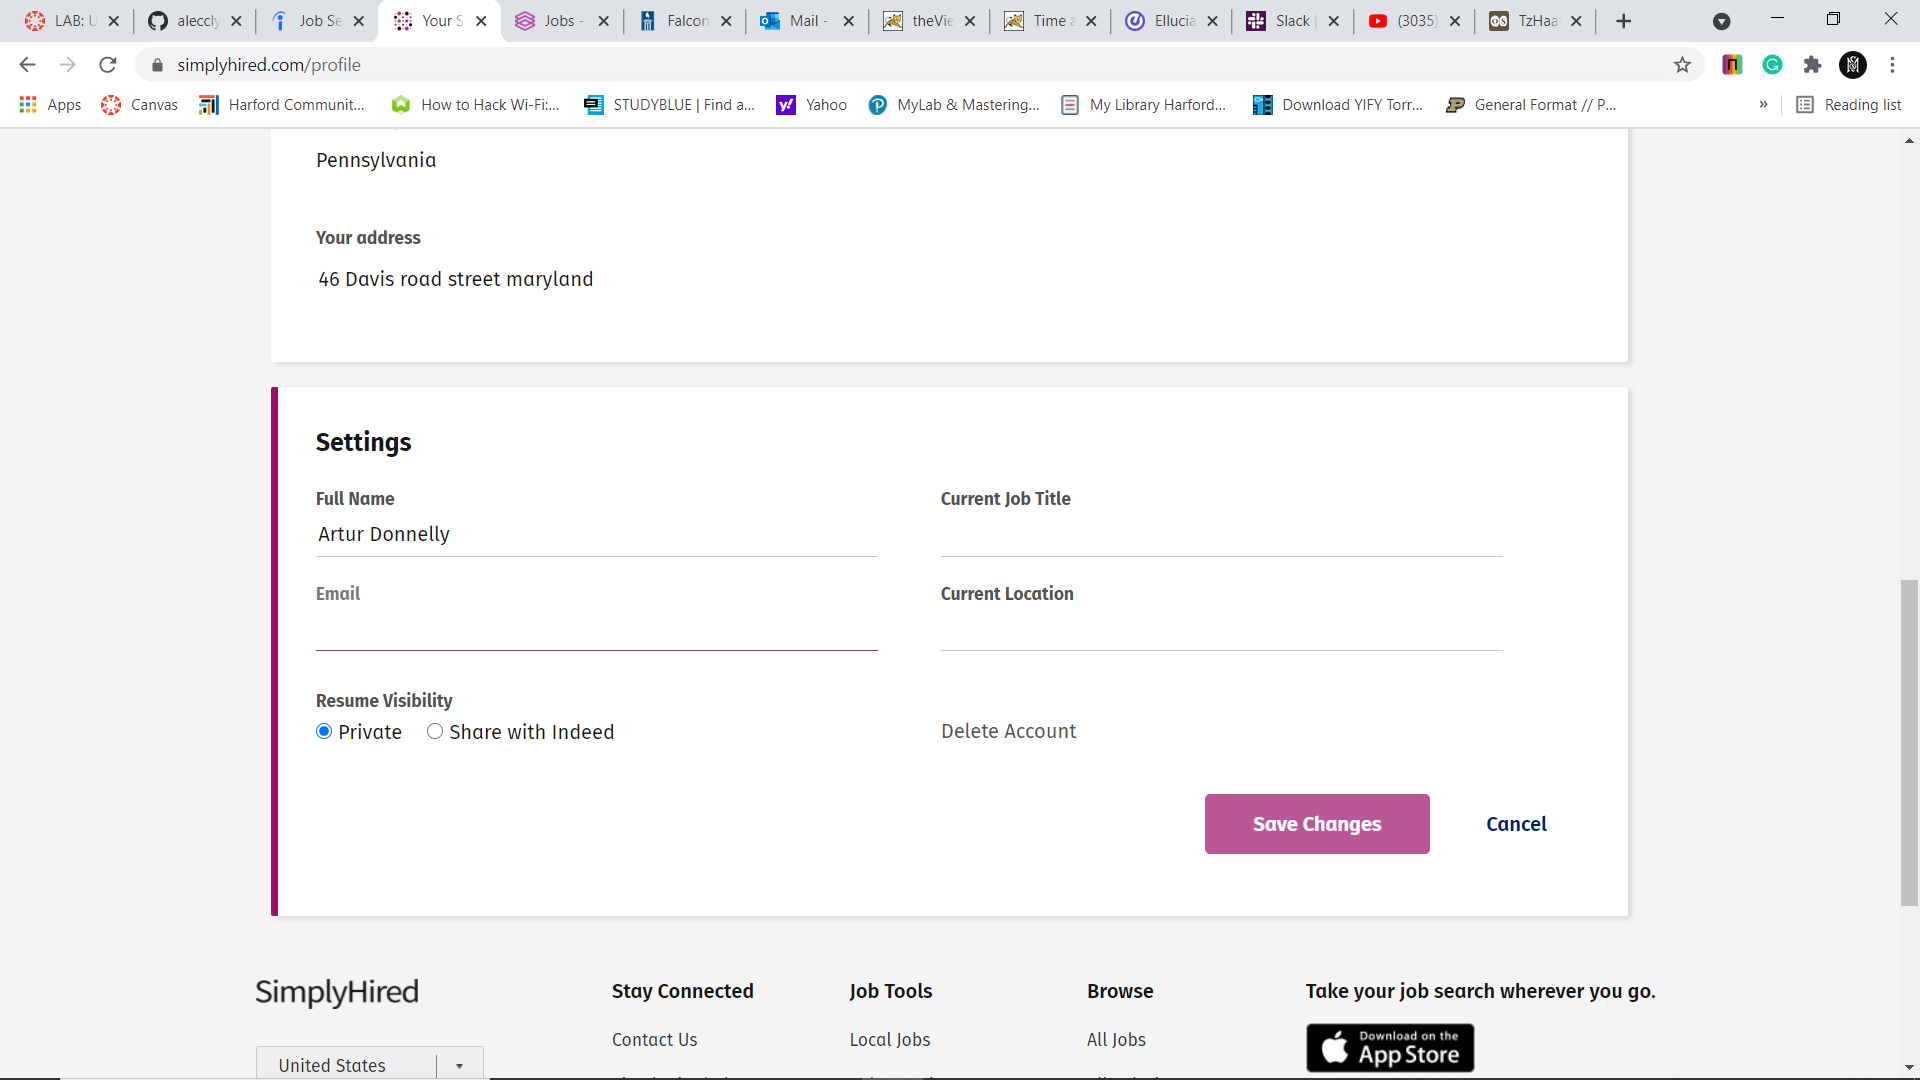 LAB: U
aleccly
Job Se
Your S
Jobs -
Falcon
Mail -
theVie
Time a
Ellucia
Slack |
(3035)
TzHaa
simplyhired.com/profile
Apps
Canvas
Harford Communit...
How to Hack Wi-Fi:...
STUDYBLUE | Find a...
Yahoo
MyLab & Mastering...
My Library Harford...
Download YIFY Torr...
General Format // P...
»
Reading list
Pennsylvania
Your address
46 Davis road street maryland
Settings
Full Name
Current Job Title
Artur Donnelly
Email
Current Location
Resume Visibility
Private
Share with Indeed
Delete Account
Save Changes
Cancel
SimplyHired
Stay Connected
Job Tools
Browse
Take your job search wherever you go.
Contact Us
Local Jobs
All Jobs
Download on the
App Store
United States